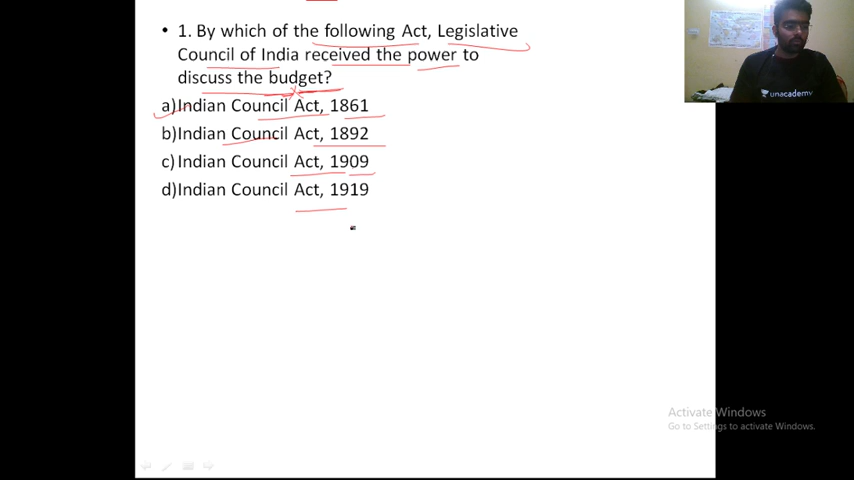 • 1. By which of the following Act, Legislative
Council of India received the power to
discuss the budget?
a)Indian Council Act, 1861
b)Indian Council Act, 1892
c)Indian Council Act, 1909
d)Indian Council Act, 1919
unacademy
Activate Windows
Go to Settings to activate Windows.